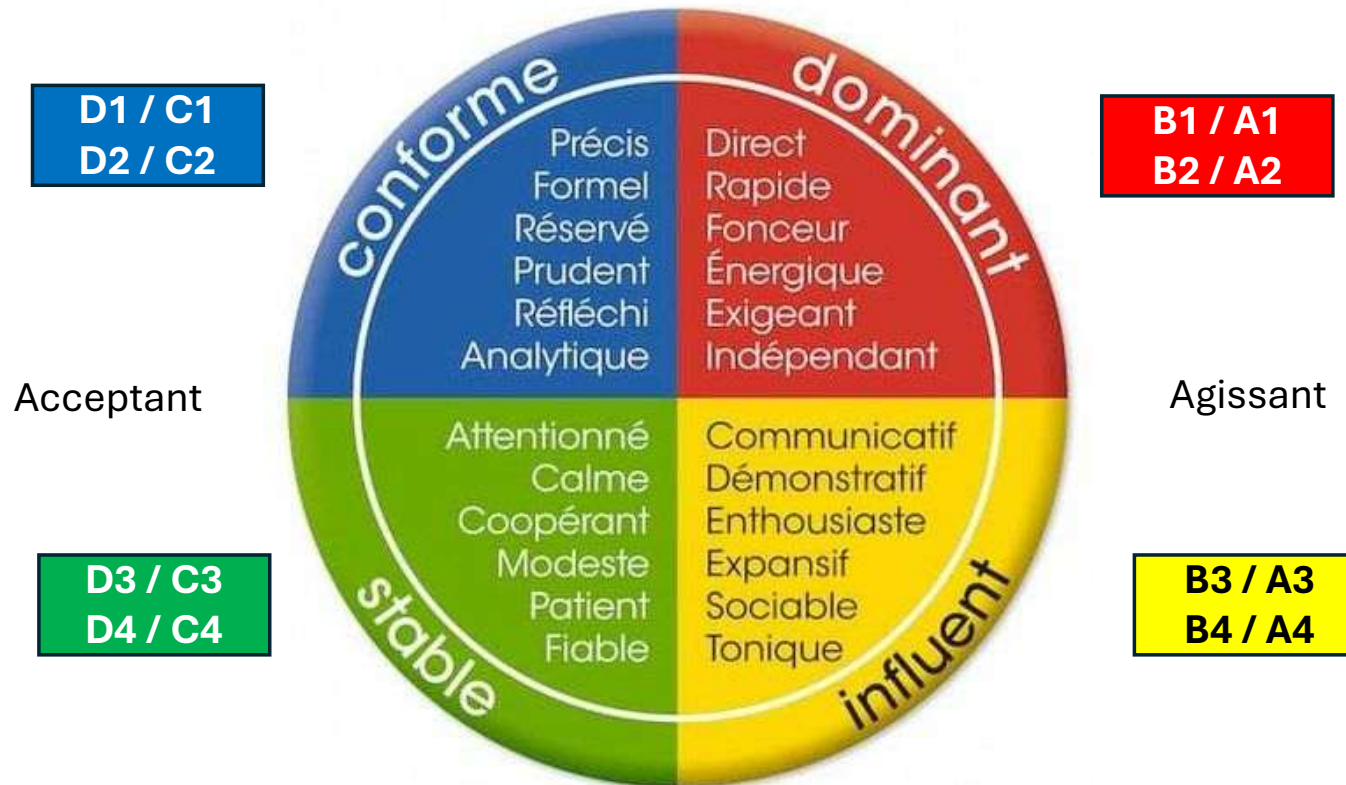 conforme
dominant
D1 / C1
D2 / C2
B1 / A1
B2 / A2
Précis
Formel
Réservé
Prudent
Réfléchi
Analytique
Direct
Rapide
Fonceur
Énergique
Exigeant
Indépendant
Acceptant
Agissant
Attentionné
Calme
Coopérant
Modeste
Patient
Fiable
Communicatif
Démonstratif
Enthousiaste
Expansif
Sociable
Tonique
D3 / C3
D4 / C4
B3 / A3
B4 / A4
stable
influent